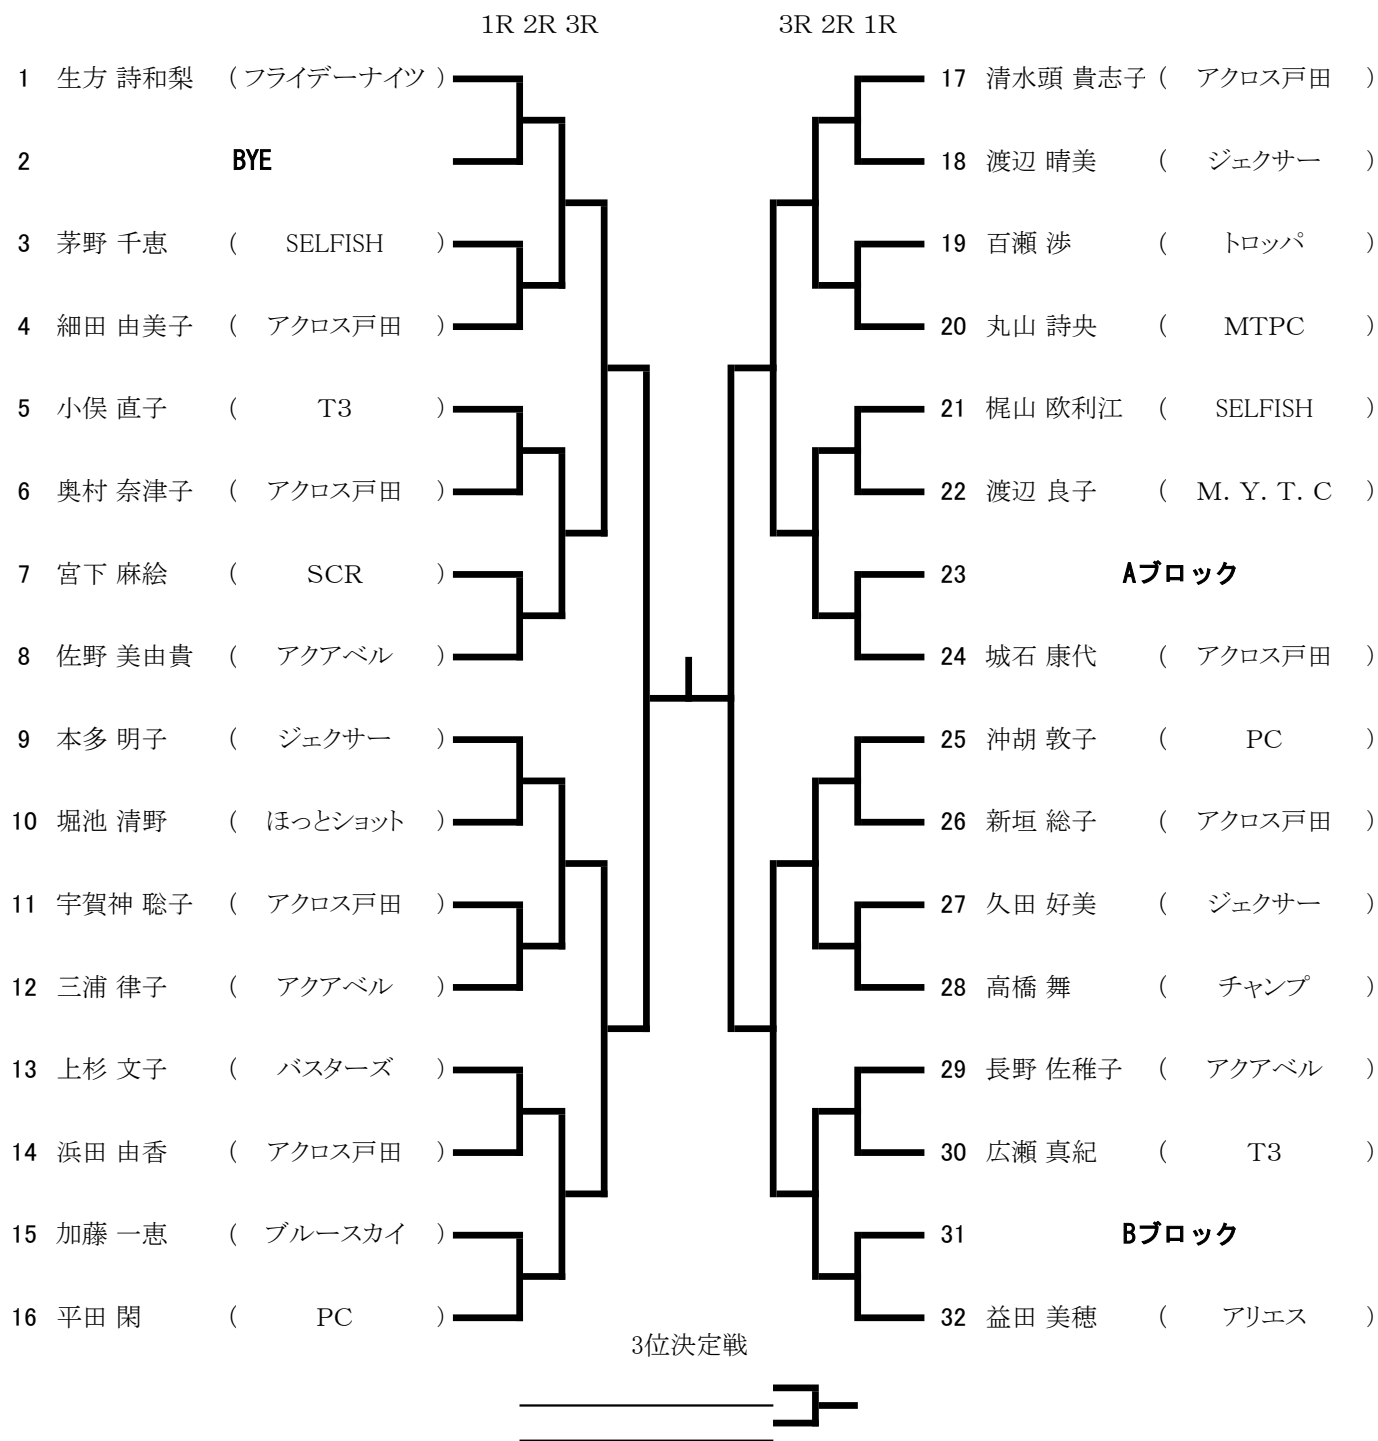 1R 2R 3R 3R 2R 1R
1 生方 詩和梨 ( フライデーナイツ ) 17 清水頭 貴志子 ( アクロス戸田 )
2 BYE 18 渡辺 晴美 ( ジェクサー )
3 茅野 千恵 ( SELFISH ) 19 百瀬 渉 ( トロッパ )
4 細田 由美子 ( アクロス戸田 ) 20 丸山 詩央 ( MTPC )
5 小俣 直子 ( T3 ) 21 梶山 欧利江 ( SELFISH )
6 奥村 奈津子 ( アクロス戸田 ) 22 渡辺 良子 ( M. Y. T. C )
7 宮下 麻絵 ( SCR ) 23 Aブロック
8 佐野 美由貴 ( アクアベル ) 24 城石 康代 ( アクロス戸田 )
9 本多 明子 ( ジェクサー ) 25 沖胡 敦子 ( PC )
10 堀池 清野 ( ほっとショット ) 26 新垣 総子 ( アクロス戸田 )
11 宇賀神 聡子 ( アクロス戸田 ) 27 久田 好美 ( ジェクサー )
12 三浦 律子 ( アクアベル ) 28 高橋 舞 ( チャンプ )
13 上杉 文子 ( バスターズ ) 29 長野 佐稚子 ( アクアベル )
14 浜田 由香 ( アクロス戸田 ) 30 広瀬 真紀 ( T3 )
15 加藤 一恵 ( ブルースカイ ) 31 Bブロック
16 平田 閑 ( PC ) 32 益田 美穂 ( アリエス )
3位決定戦